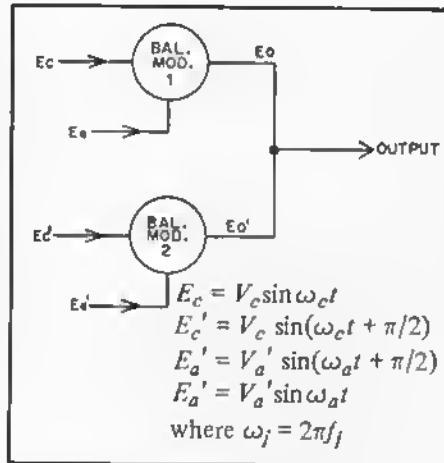 BAL.
MOD.
1
Ec
Eo
Ea
OUTPUT
BAL.
MOD.
2
Ec'
Eo'
Ea'
E_c = V_c sin ω_c t
E_c' = V_c sin(ω_c t + π/2)
E_a' = V_a' sin(ω_a t + π/2)
E_a' = V_a' sin ω_a t
where ω_j = 2πf_j